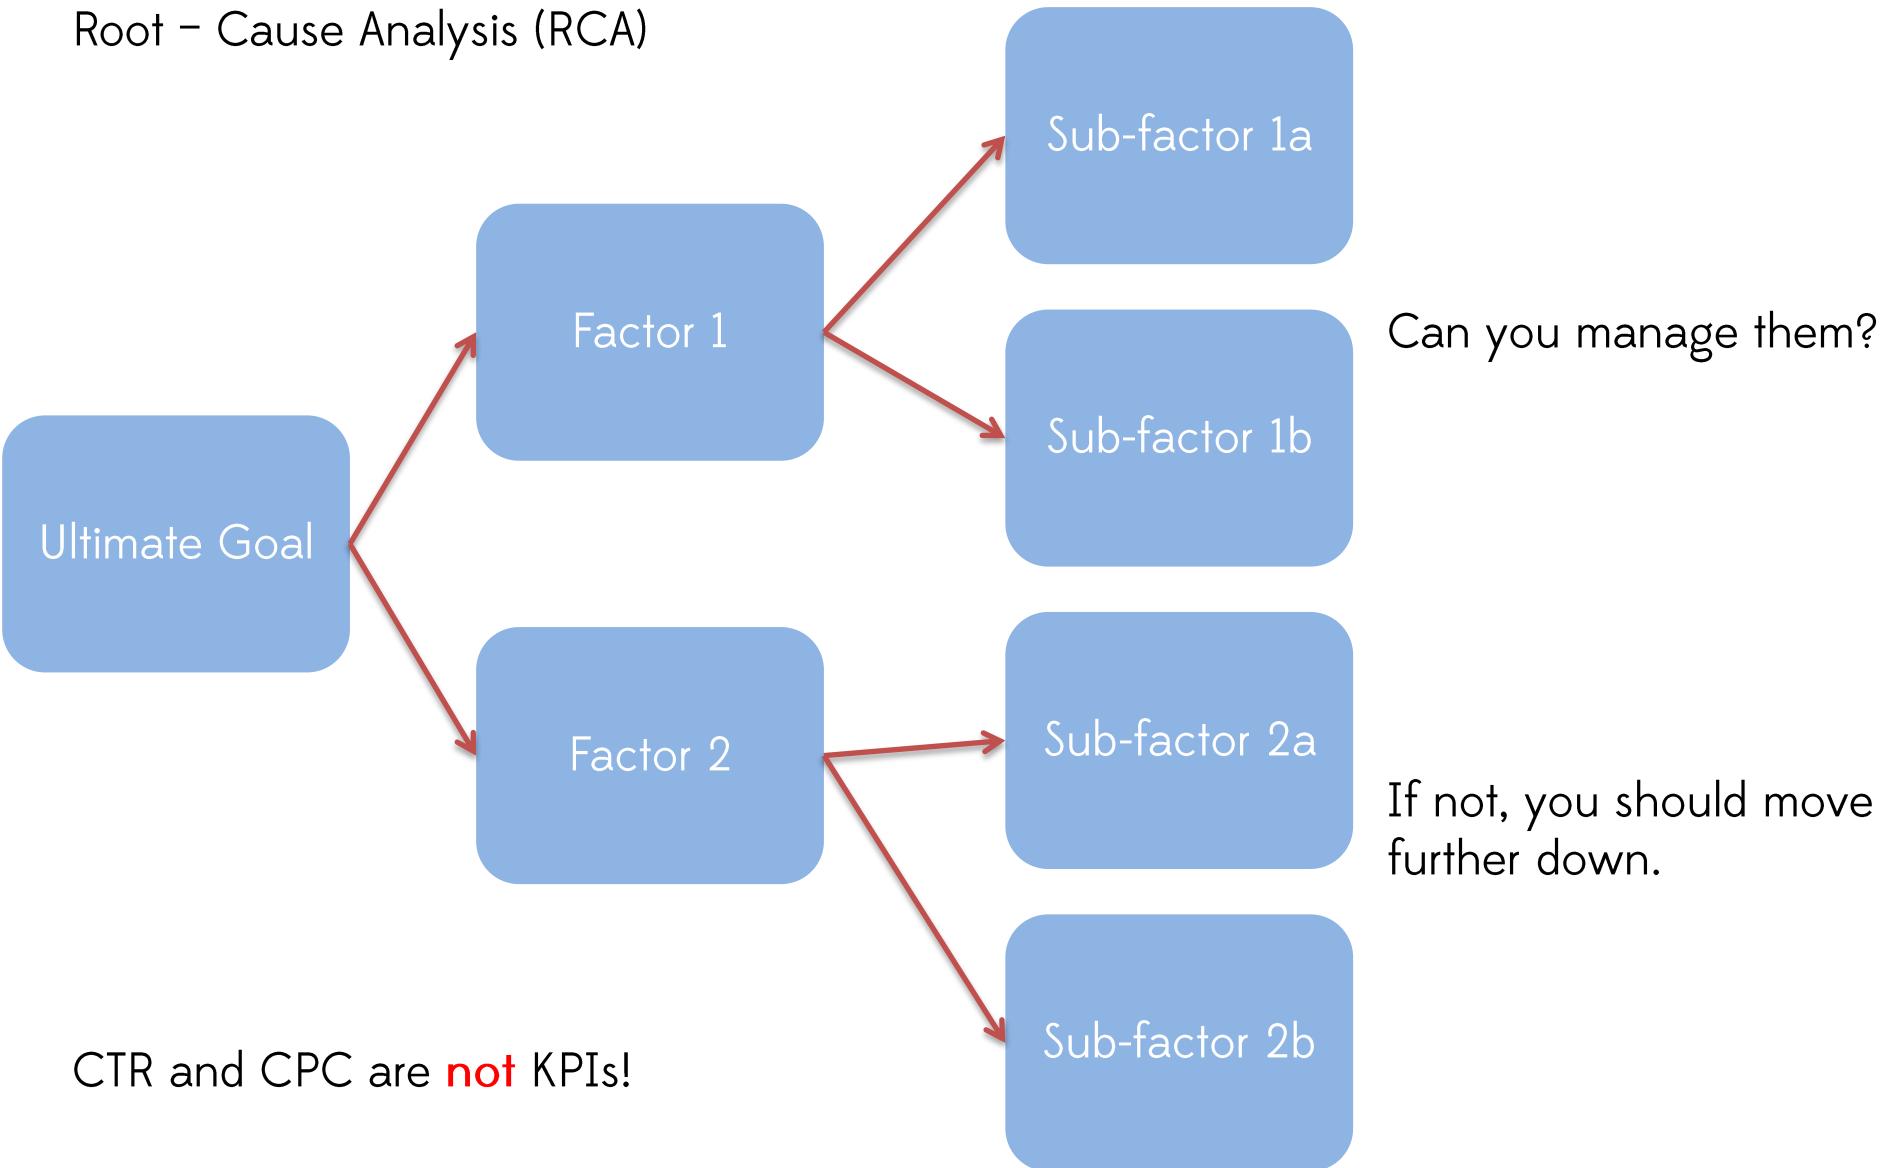 Root – Cause Analysis (RCA)
Sub-factor 1a
Factor 1
Can you manage them?
Sub-factor 1b
Ultimate Goal
Sub-factor 2a
Factor 2
If not, you should move
further down.
Sub-factor 2b
CTR and CPC are not KPIs!